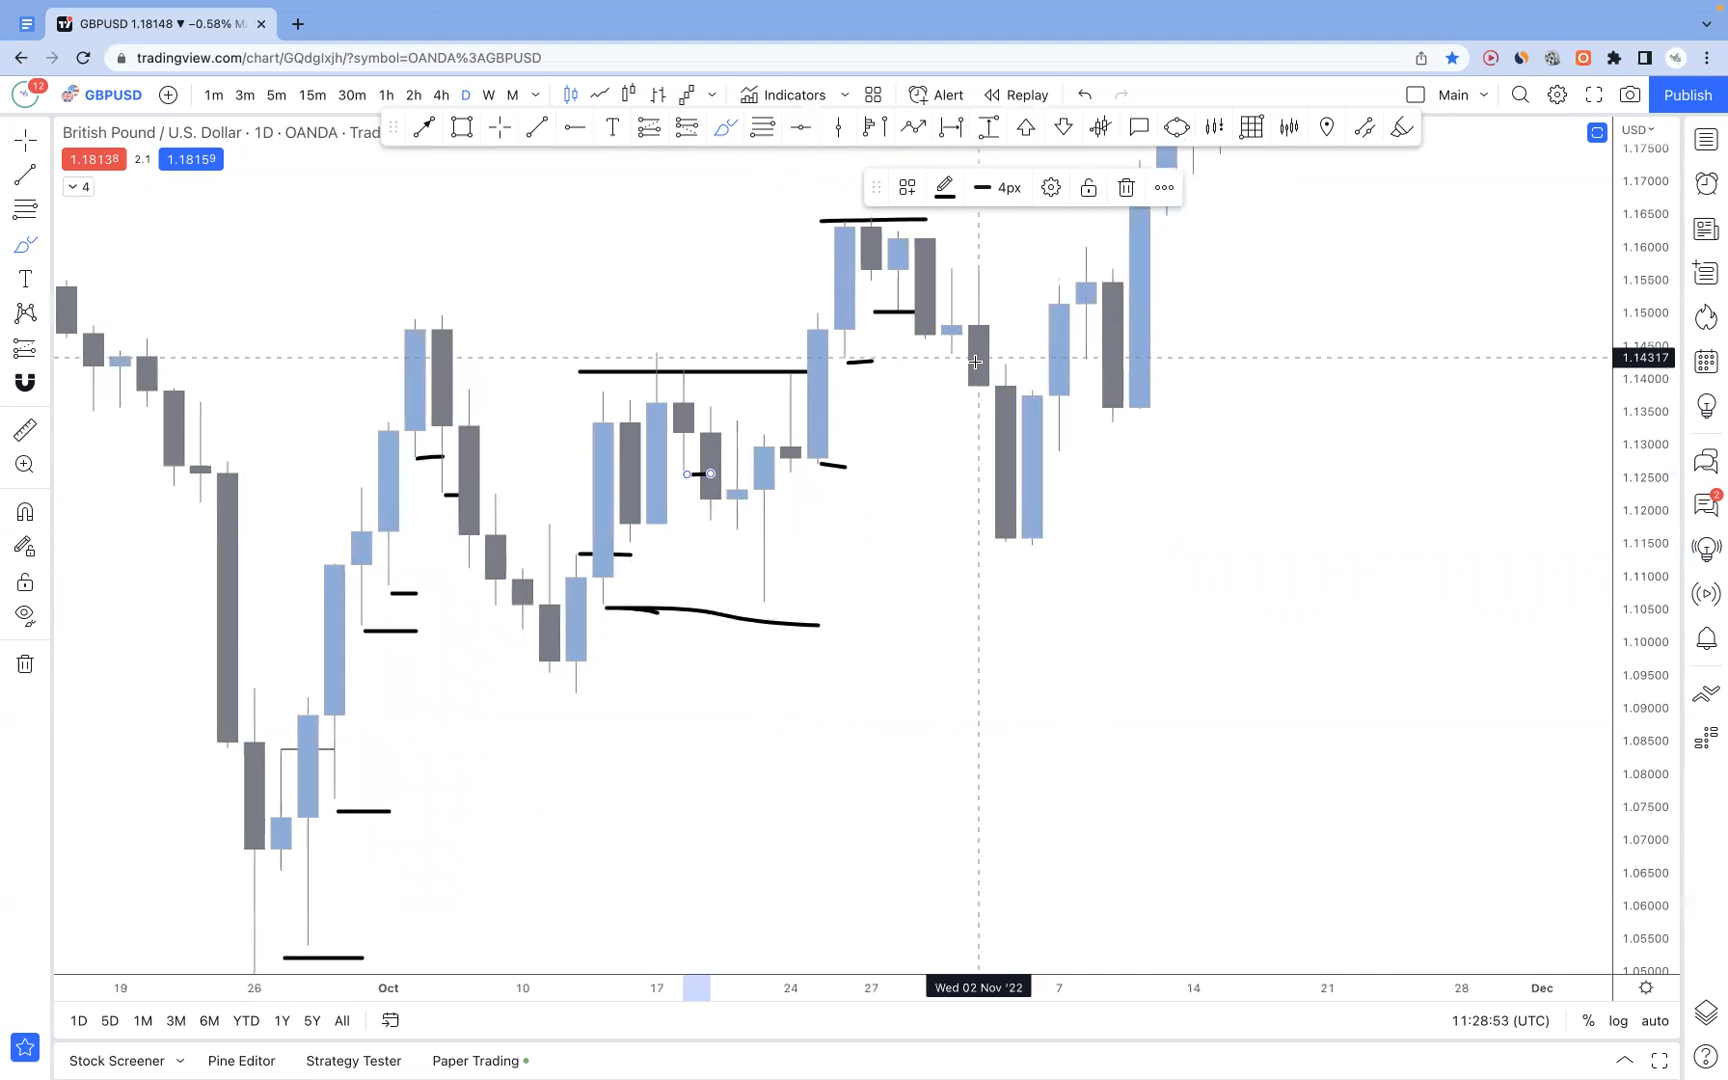 GBPUSD 1.18148 ▼ −0.58% M
tradingview.com/chart/GQdgIxjh/?symbol=OANDA%3AGBPUSD
12
GBPUSD 1m 3m 5m 15m 30m 1h 2h 4h D W M Indicators Alert Replay Main Publish
British Pound / U.S. Dollar · 1D · OANDA · Trad
USD
1.18138 2.1 1.18159
4
4px
1.17500
1.17000
1.16500
1.16000
1.15500
1.15000
1.14317
1.14000
1.13500
1.13000
1.12500
1.12000
1.11500
1.11000
1.10500
1.10000
1.09500
1.09000
1.08500
1.08000
1.07500
1.07000
1.06500
1.06000
1.05500
1.05000
2
19 26 Oct 10 17 24 27 Wed 02 Nov '22 7 14 21 28 Dec
1D 5D 1M 3M 6M YTD 1Y 5Y All 11:28:53 (UTC) % log auto
Stock Screener Pine Editor Strategy Tester Paper Trading